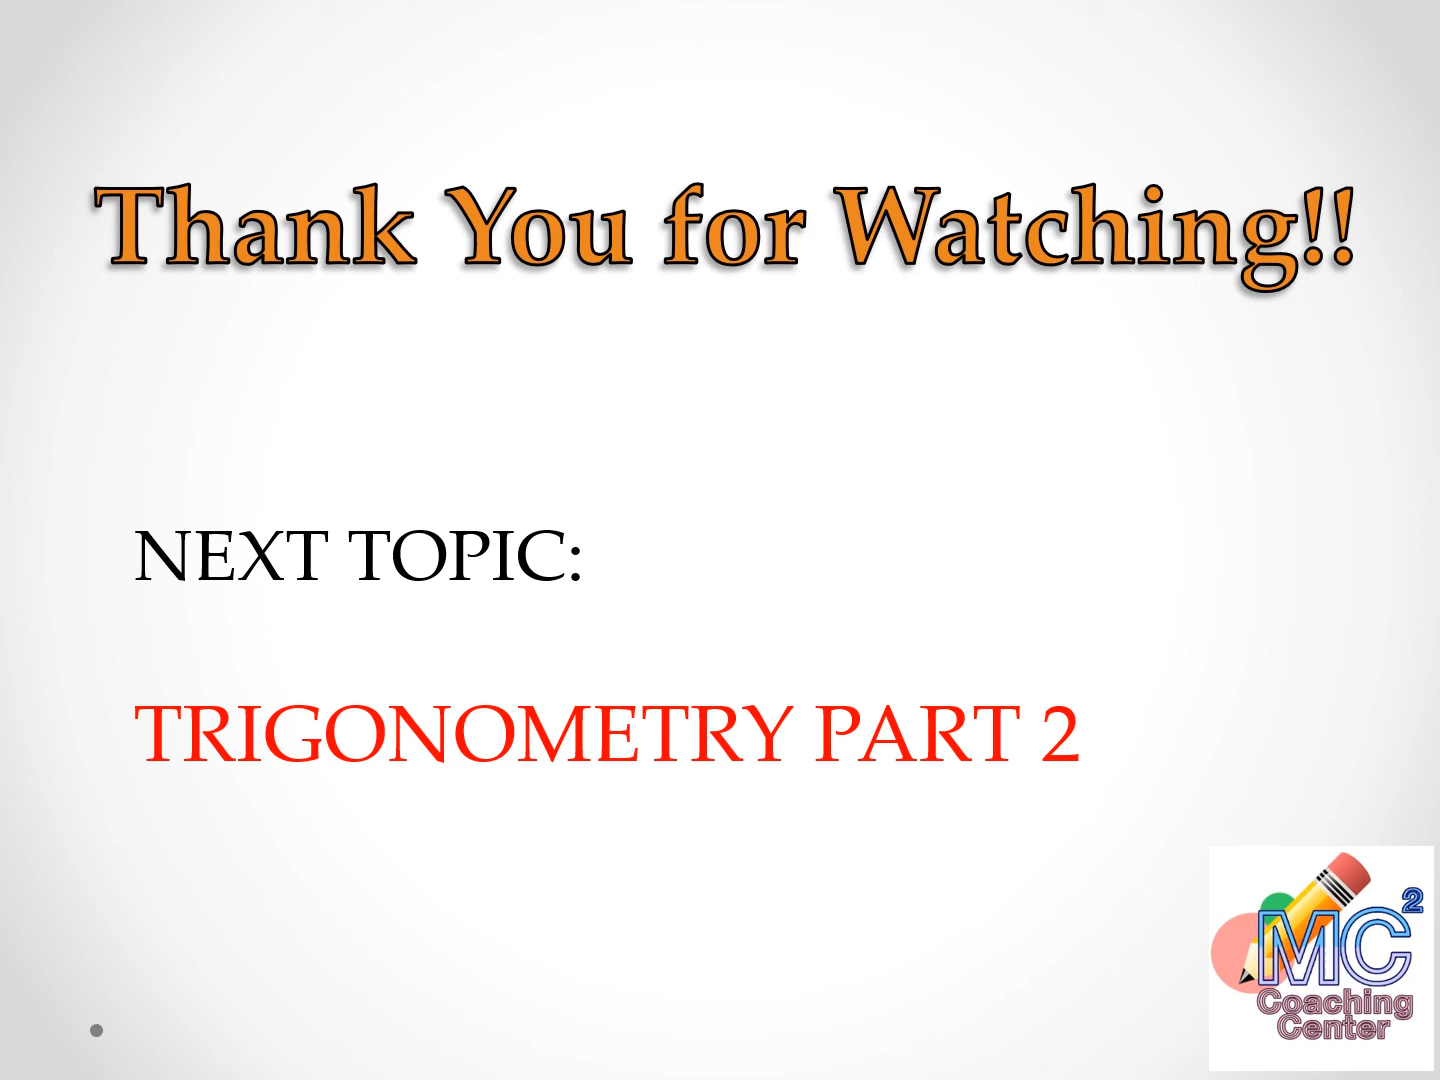 Thank You for Watching!!
NEXT TOPIC:
TRIGONOMETRY PART 2
MC²
Coaching
Center